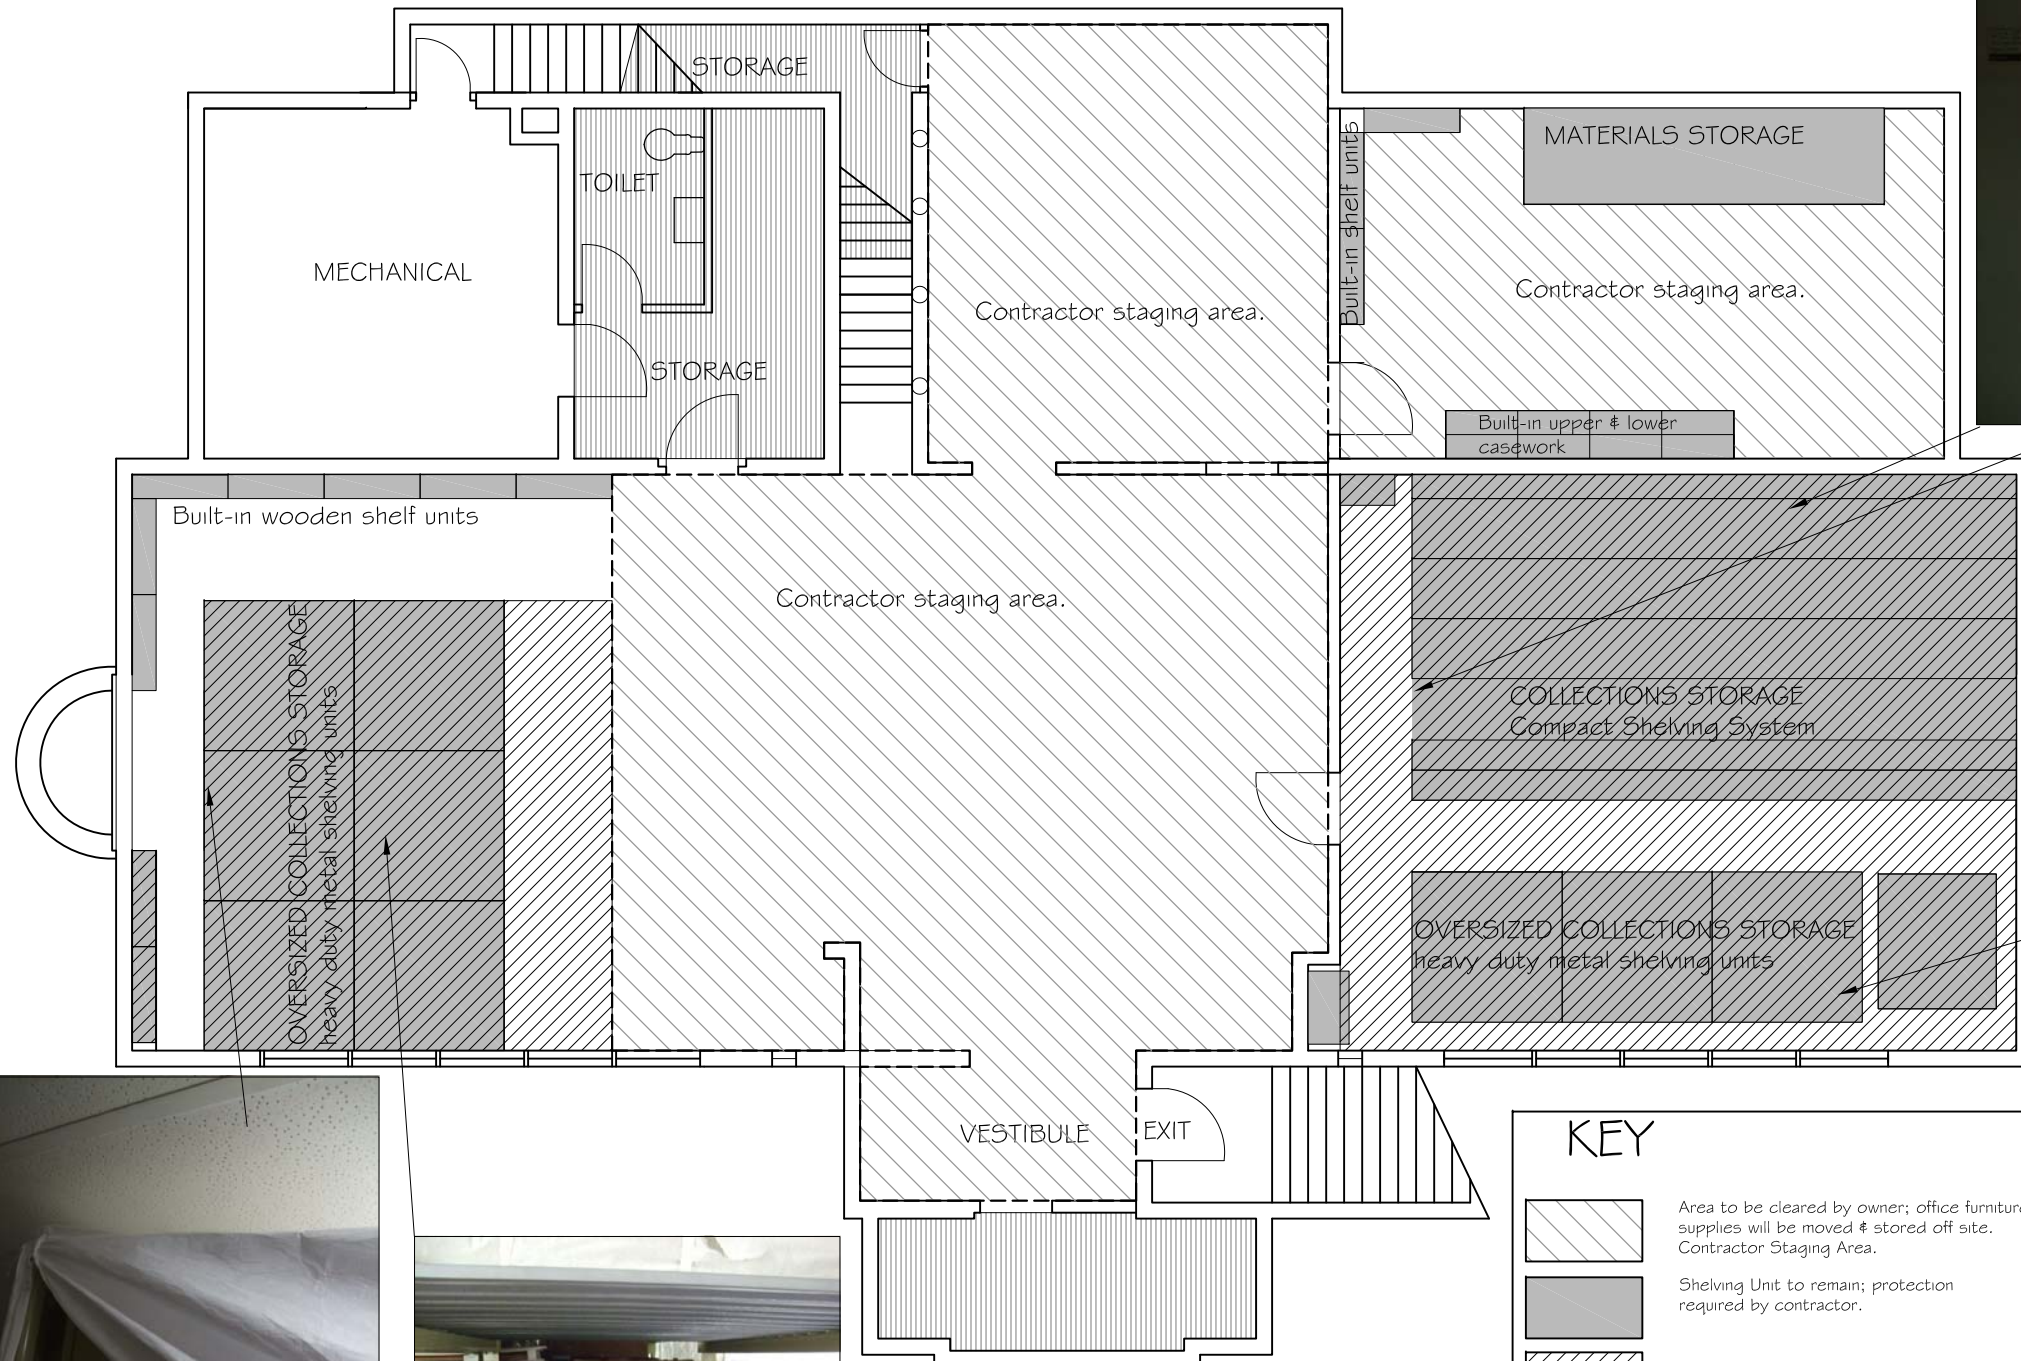 STORAGE
MATERIALS STORAGE
Built-in shelf units
TOILET
MECHANICAL
Contractor staging area.
Contractor staging area.
STORAGE
Built-in upper & lower
casework
Built-in wooden shelf units
Contractor staging area.
OVERSIZED COLLECTIONS STORAGE
heavy duty metal shelving units
COLLECTIONS STORAGE
Compact Shelving System
OVERSIZED COLLECTIONS STORAGE
heavy duty metal shelving units
VESTIBULE
EXIT
KEY
Area to be cleared by owner; office furniture
supplies will be moved & stored off site.
Contractor Staging Area.
Shelving Unit to remain; protection
required by contractor.